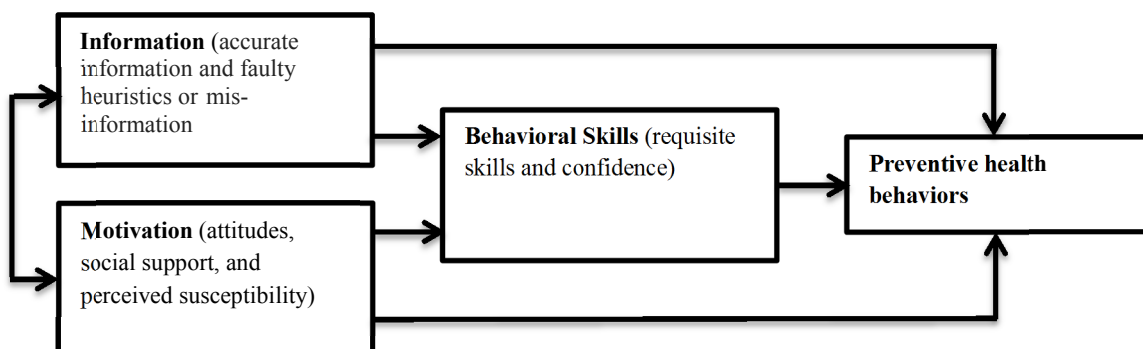 Information (accurate
information and faulty
heuristics or mis-
information
Behavioral Skills (requisite
skills and confidence)
Preventive health
behaviors
Motivation (attitudes,
social support, and
perceived susceptibility)